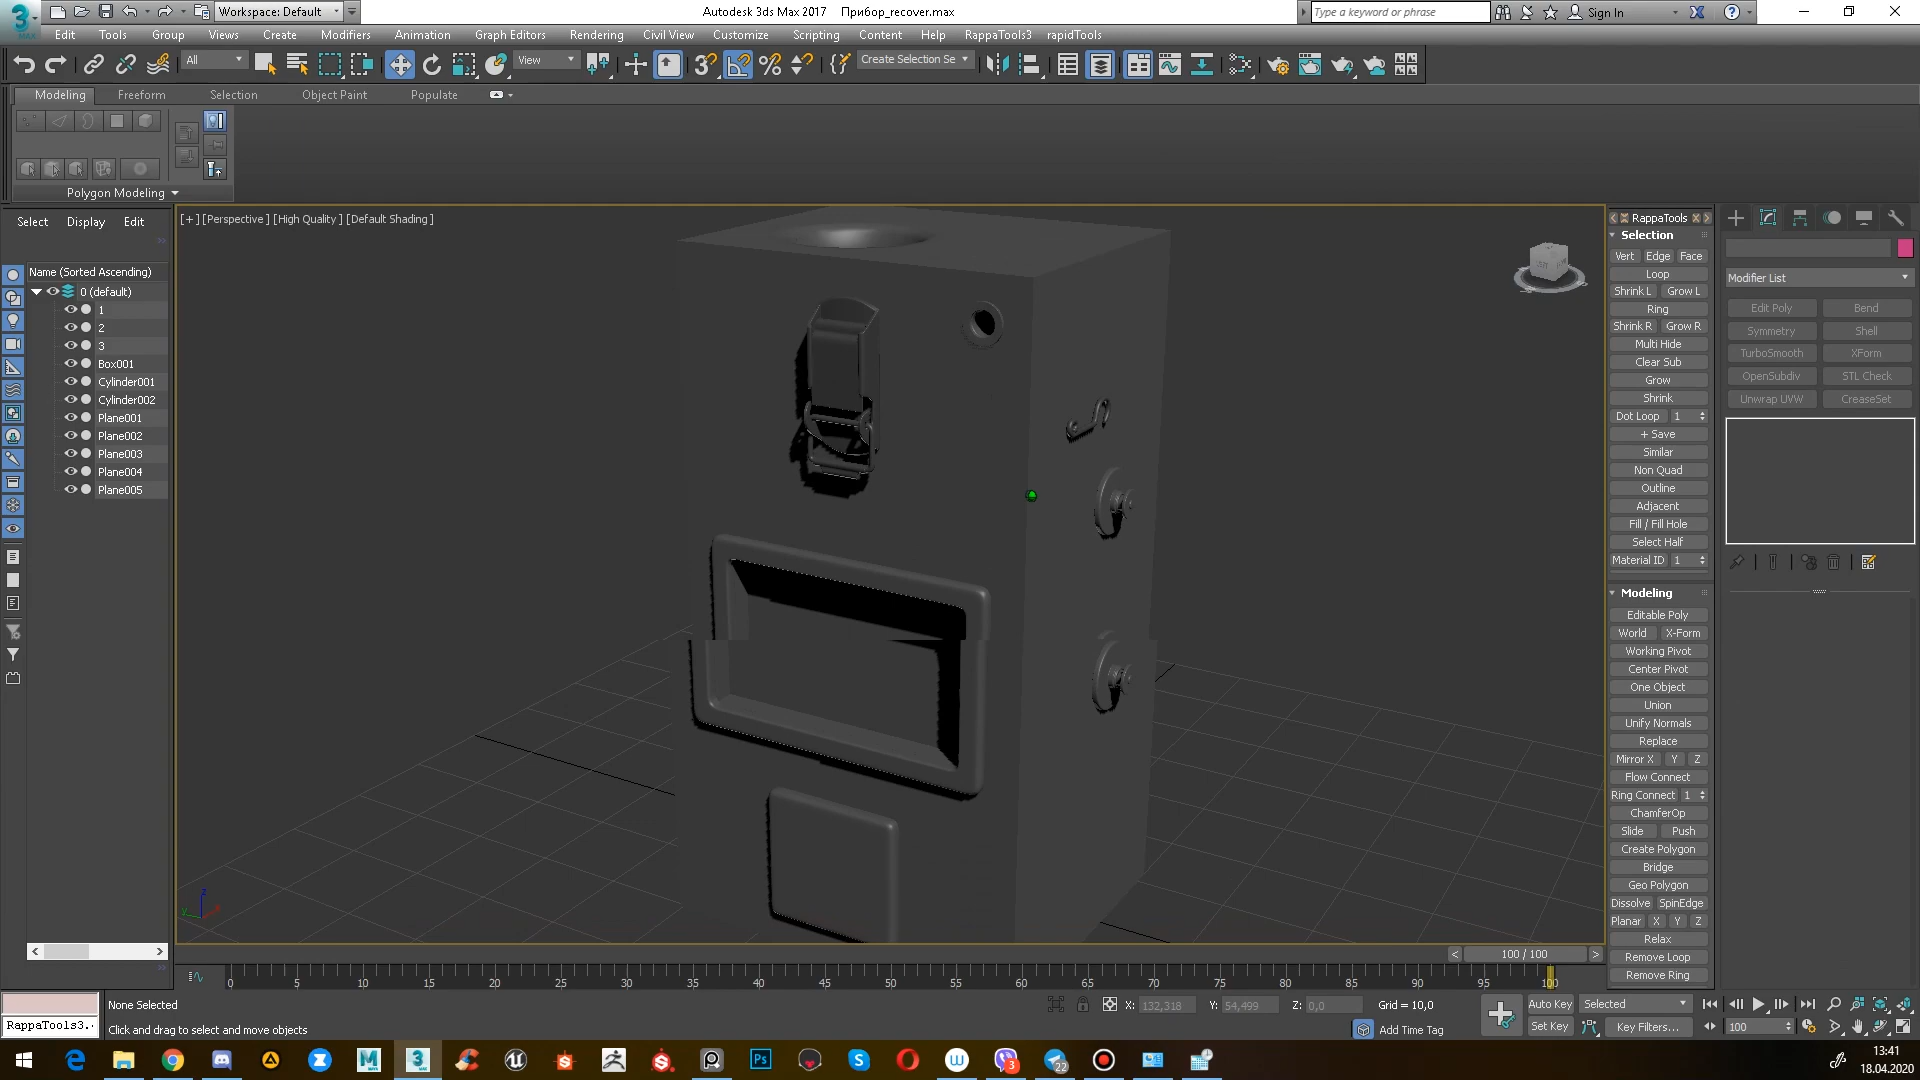 Workspace: Default
Autodesk 3ds Max 2017    Прибор_recover.max
Type a keyword or phrase
Sign In
MAX
Edit Tools Group Views Create Modifiers Animation Graph Editors Rendering Civil View Customize Scripting Content Help RappaTools3 rapidTools
All
View
Create Selection Se
Modeling Freeform Selection Object Paint Populate
Polygon Modeling
Select Display Edit
[+] [Perspective ] [High Quality ] [Default Shading ]
Name (Sorted Ascending)
0 (default)
1
2
3
Box001
Cylinder001
Cylinder002
Plane001
Plane002
Plane003
Plane004
Plane005
RappaTools
Selection
Vert Edge Face
Loop
Shrink L Grow L
Ring
Shrink R Grow R
Multi Hide
Clear Sub
Grow
Shrink
Dot Loop 1
+ Save
Similar
Non Quad
Outline
Adjacent
Fill / Fill Hole
Select Half
Material ID 1
Modeling
Editable Poly
World X-Form
Working Pivot
Center Pivot
One Object
Union
Unify Normals
Replace
Mirror X Y Z
Flow Connect
Ring Connect 1
ChamferOp
Slide Push
Create Polygon
Bridge
Geo Polygon
Dissolve SpinEdge
Planar X Y Z
Relax
Remove Loop
Remove Ring
Modifier List
Edit Poly Bend
Symmetry Shell
TurboSmooth XForm
OpenSubdiv STL Check
Unwrap UVW CreaseSet
z
y
x
< 100 / 100 >
0 5 10 15 20 25 30 35 40 45 50 55 60 65 70 75 80 85 90 95 100
None Selected
X: 132,318 Y: 54,499 Z: 0,0 Grid = 10,0
Auto Key Selected
RappaTools3.
Click and drag to select and move objects
Add Time Tag
Set Key Key Filters...
100
Ps
3
22
13:41
18.04.2020